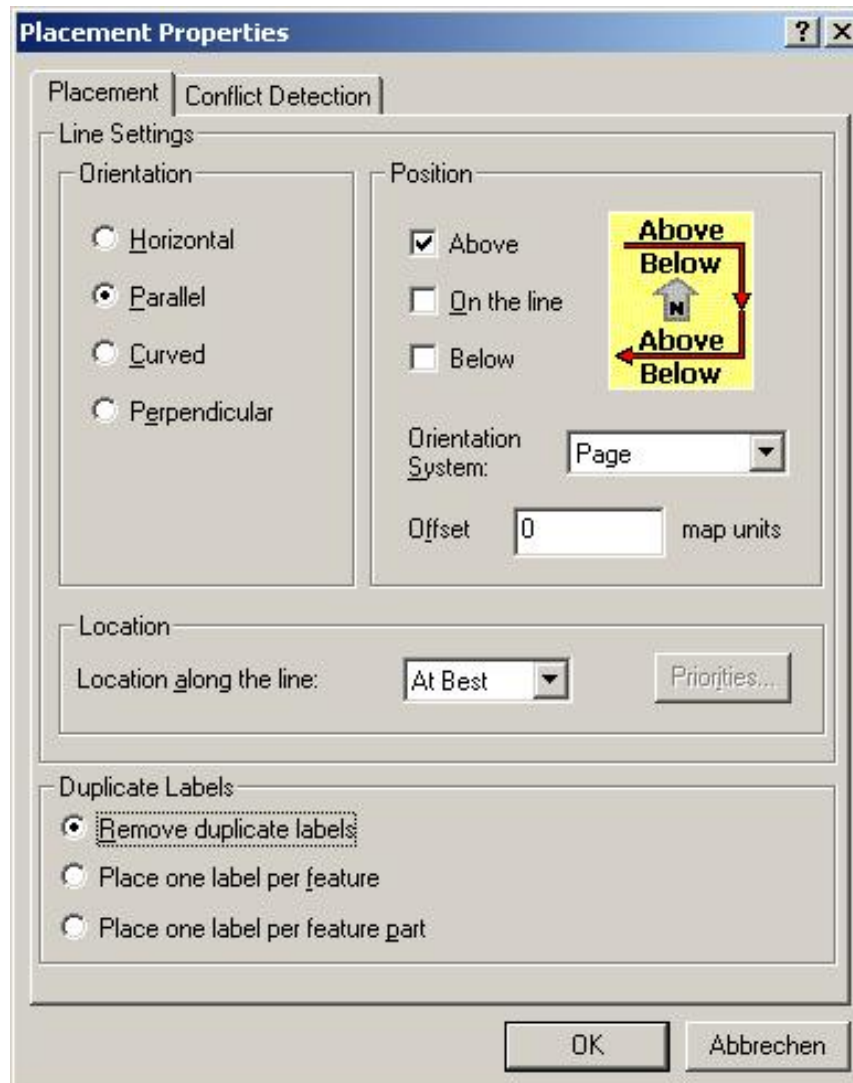 Placement Properties
Placement
Conflict Detection
Line Settings
Orientation
Horizontal
Parallel
Curved
Perpendicular
Position
Above
On the line
Below
Above
Below
N
Above
Below
Orientation
System:
Page
Offset
0
map units
Location
Location along the line:
At Best
Priorities...
Duplicate Labels
Remove duplicate labels
Place one label per feature
Place one label per feature part
OK
Abbrechen